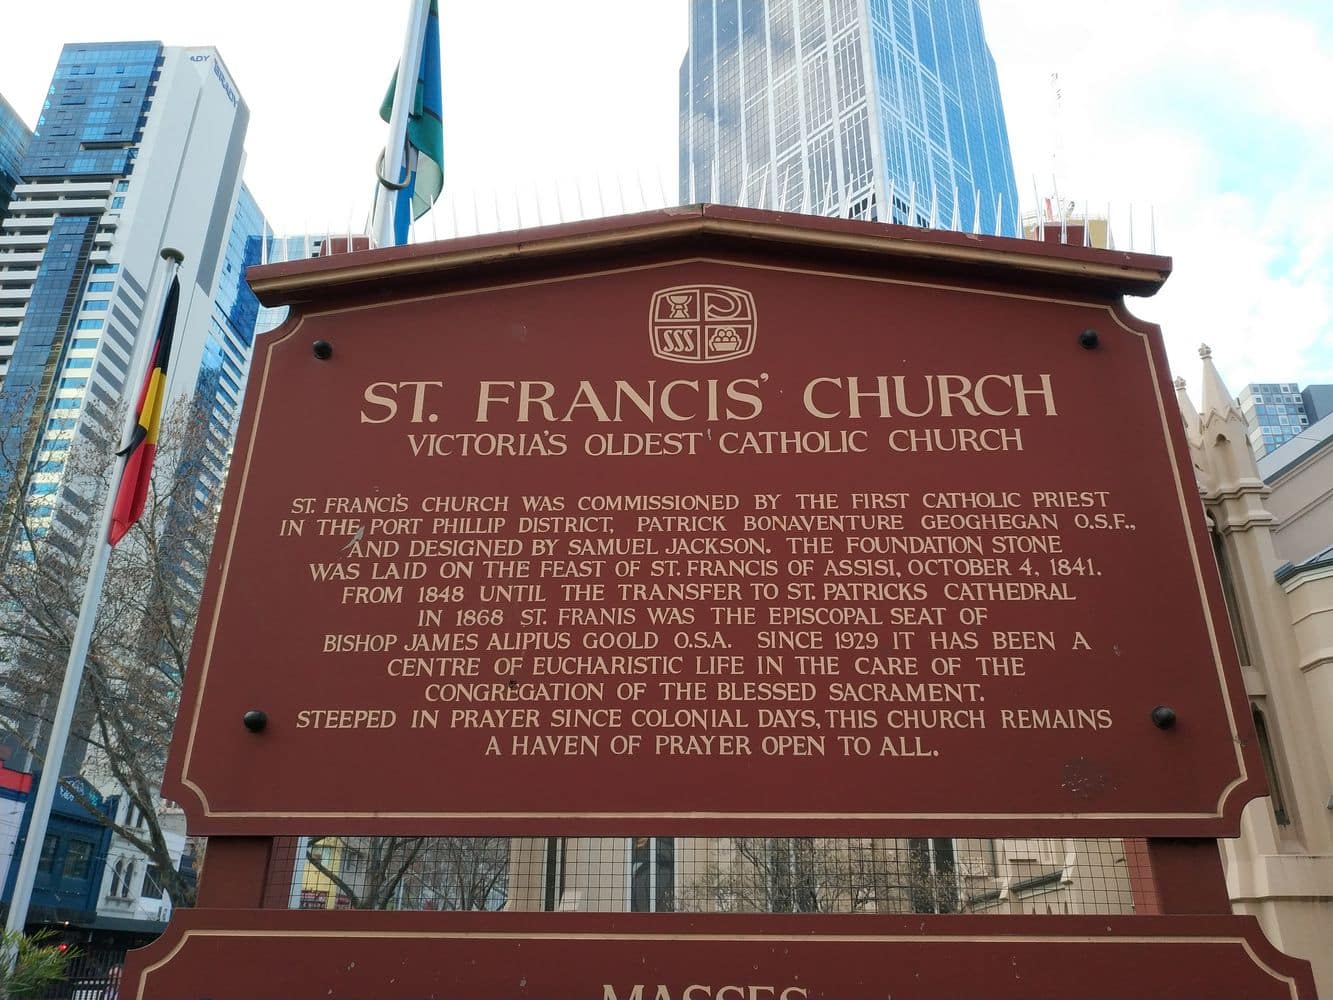 ADY
BRADY
SSS
ST. FRANCIS' CHURCH
VICTORIA'S OLDEST CATHOLIC CHURCH
ST. FRANCI'S CHURCH WAS COMMISSIONED BY THE FIRST CATHOLIC PRIEST
IN THE PORT PHILLIP DISTRICT, PATRICK BONAVENTURE GEOGHEGAN O.S.F.,
AND DESIGNED BY SAMUEL JACKSON. THE FOUNDATION STONE
WAS LAID ON THE FEAST OF ST. FRANCIS OF ASSISI, OCTOBER 4, 1841.
FROM 1848 UNTIL THE TRANSFER TO ST. PATRICKS CATHEDRAL
IN 1868 ST. FRANIS WAS THE EPISCOPAL SEAT OF
BISHOP JAMES ALIPIUS GOOLD O.S.A. SINCE 1929 IT HAS BEEN A
CENTRE OF EUCHARISTIC LIFE IN THE CARE OF THE
CONGREGATION OF THE BLESSED SACRAMENT.
STEEPED IN PRAYER SINCE COLONIAL DAYS, THIS CHURCH REMAINS
A HAVEN OF PRAYER OPEN TO ALL.
MASSES